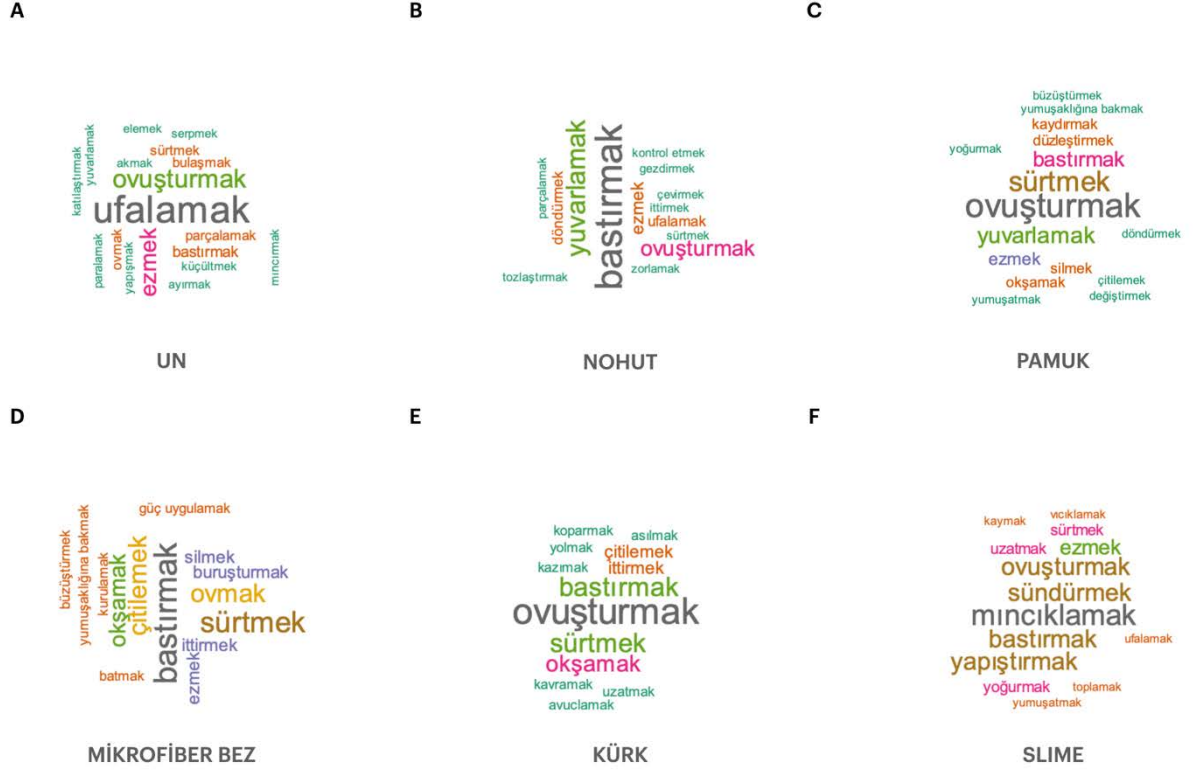 A
elemek
serpmek
katılaştırmak
yuvarlamak
sürtmek
akmak
bulaşmak
ovuşturmak
ufalamak
paralamak
ovmak
yapışmak
ezmek
parçalamak
bastırmak
küçültmek
ayırmak
mıncırmak
UN
B
parçalamak
döndürmek
yuvarlamak
bastırmak
ezmek
kontrol etmek
gezdirmek
çevirmek
ittirmek
ufalamak
sürtmek
ovuşturmak
zorlamak
tozlaştırmak
NOHUT
C
büzüştürmek
yumuşaklığına bakmak
kaydırmak
düzleştirmek
yoğurmak
bastırmak
sürtmek
ovuşturmak
yuvarlamak
döndürmek
ezmek
silmek
okşamak
çitilemek
yumuşatmak
değiştirmek
PAMUK
D
güç uygulamak
büzüştürmek
yumuşaklığına bakmak
kurulamak
okşamak
çitilemek
bastırmak
silmek
buruşturmak
ovmak
sürtmek
ittirmek
ezmek
batmak
MİKROFİBER BEZ
E
koparmak
asılmak
yolmak
çitilemek
kazımak
ittirmek
bastırmak
ovuşturmak
sürtmek
okşamak
kavramak
uzatmak
avuclamak
KÜRK
F
vıcıklamak
kaymak
sürtmek
uzatmak
ezmek
ovuşturmak
sündürmek
mıncıklamak
bastırmak
ufalamak
yapıştırmak
yoğurmak
toplamak
yumuşatmak
SLIME